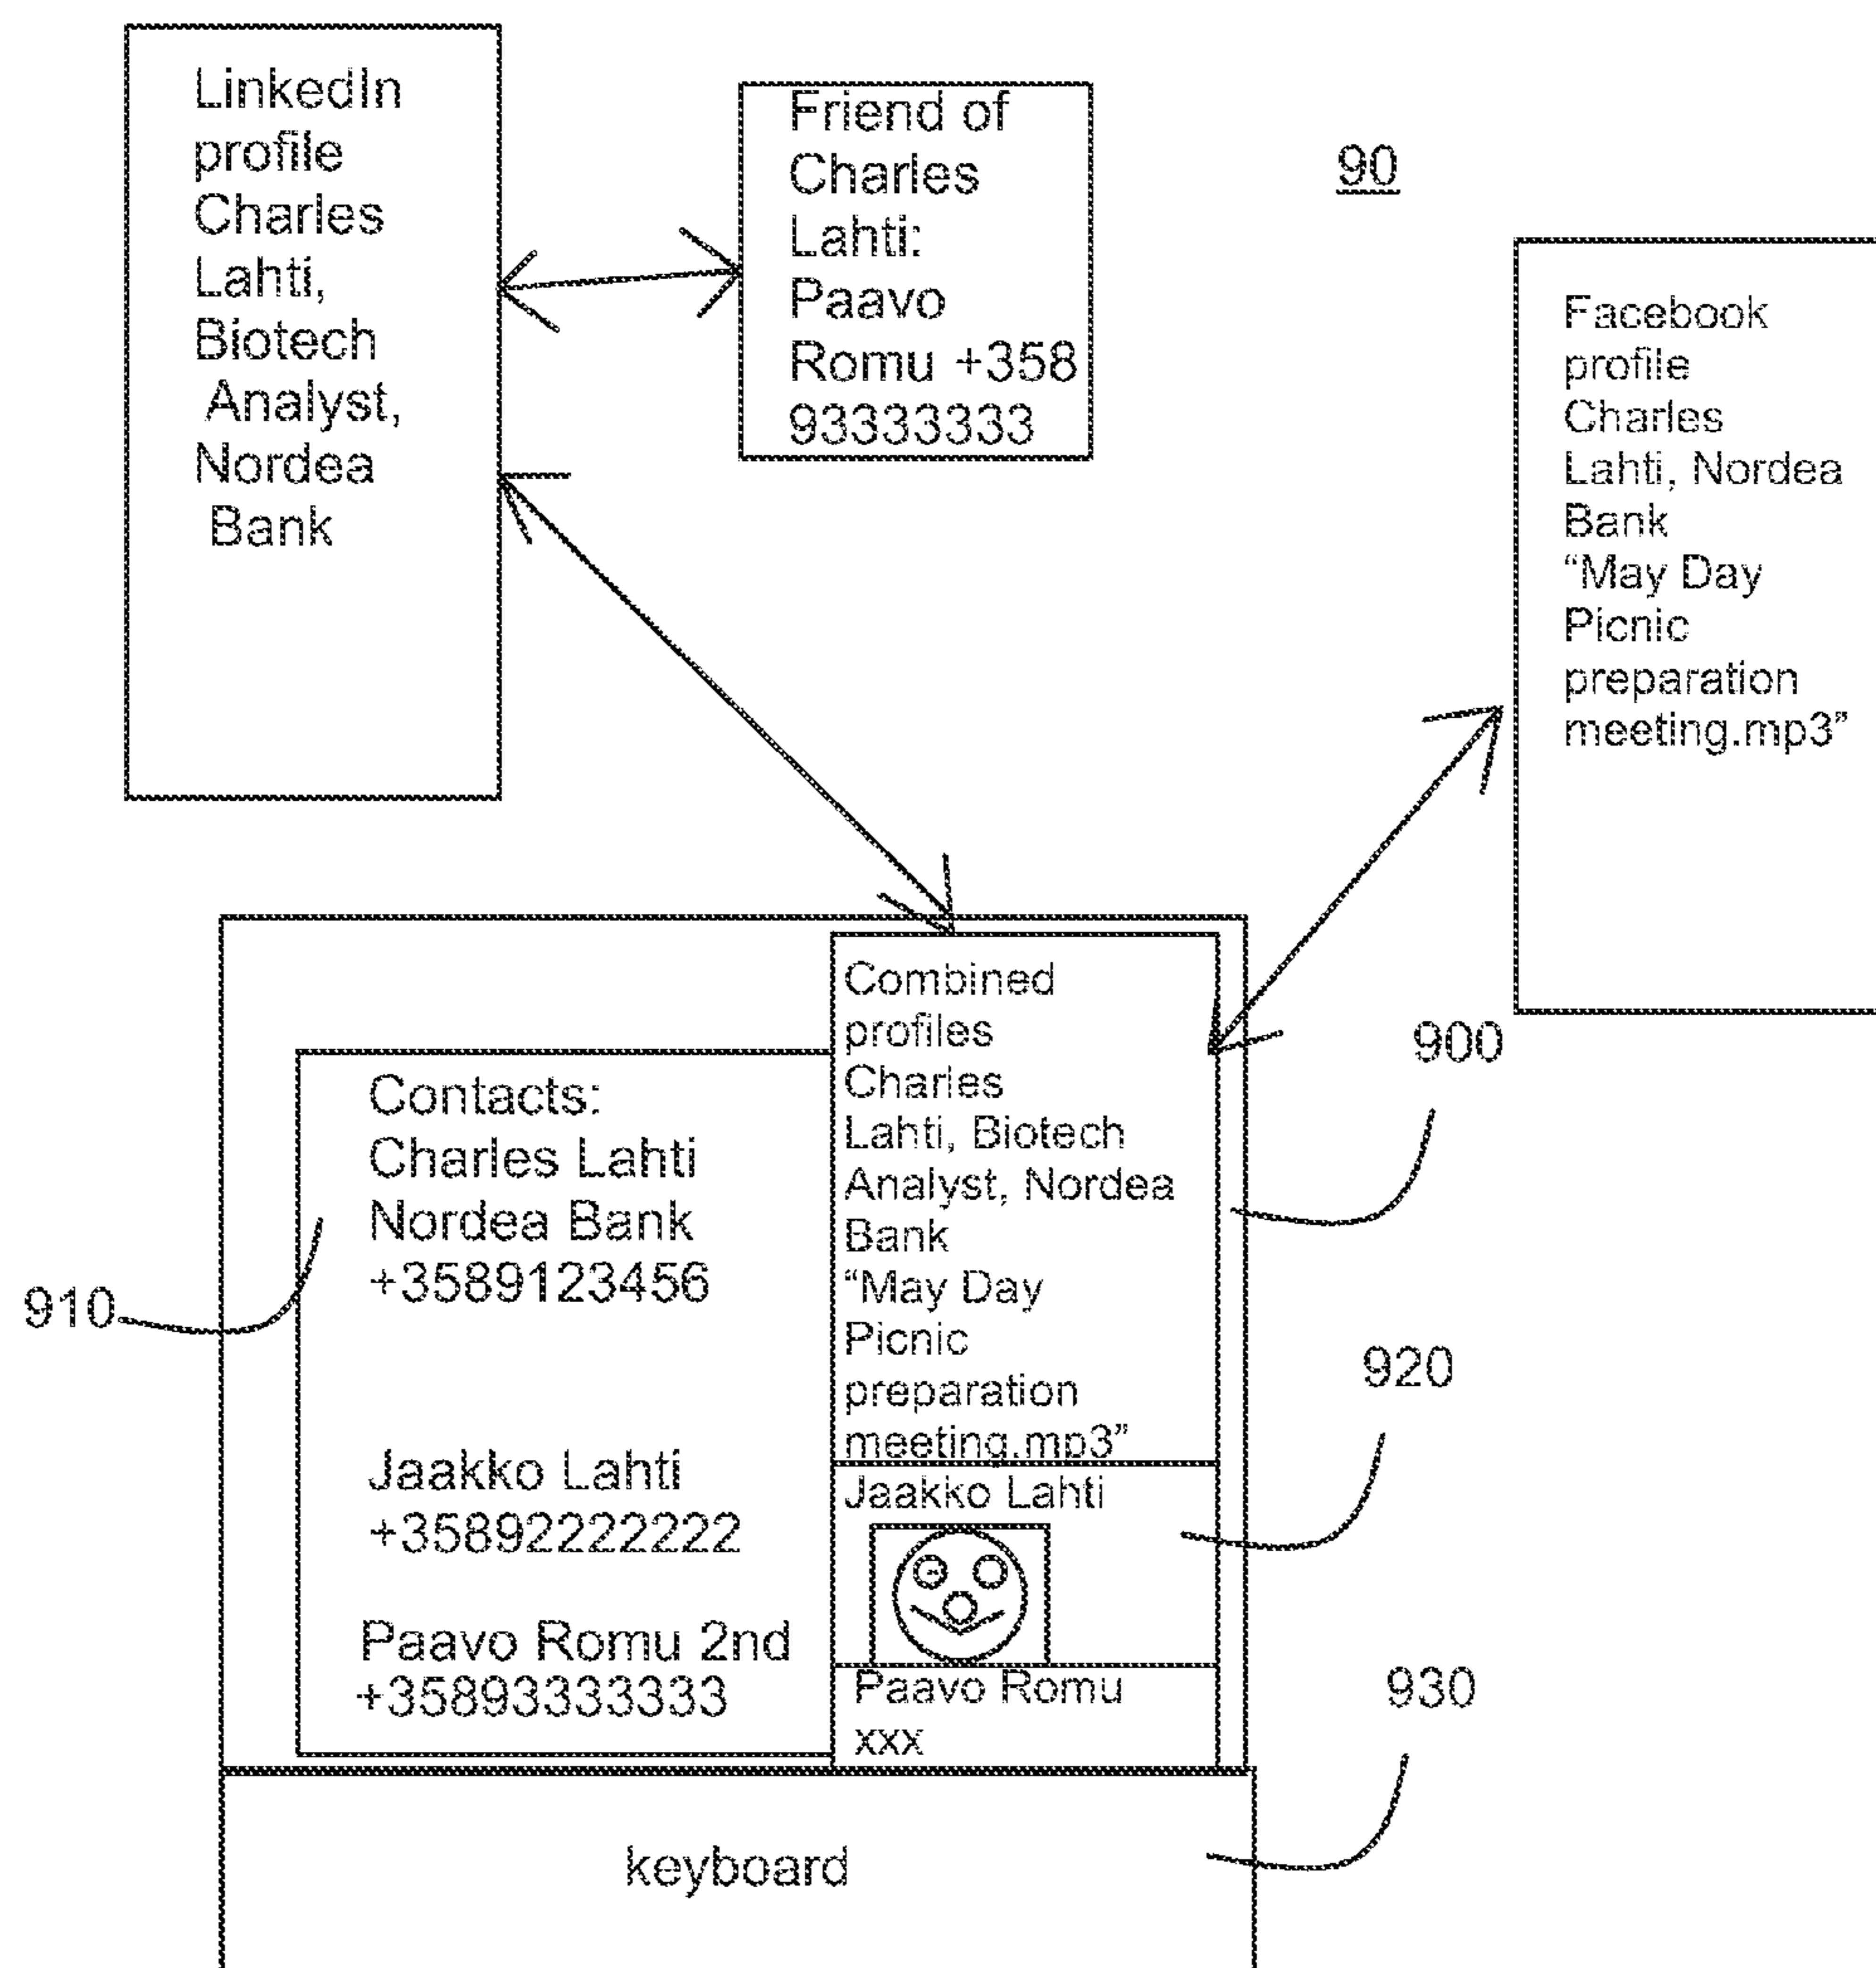 LinkedIn
profile
Charles
Lahti,
Biotech
Analyst,
Nordea
Bank
Friend of
Charles
Lahti:
Paavo
Romu +358
93333333
90
Facebook
profile
Charles
Lahti, Nordea
Bank
“May Day
Picnic
preparation
meeting.mp3”
Contacts:
Charles Lahti
Nordea Bank
+3589123456
Jaakko Lahti
+35892222222
Paavo Romu 2nd
+35893333333
Combined
profiles
Charles
Lahti, Biotech
Analyst, Nordea
Bank
“May Day
Picnic
preparation
meeting.mp3”
Jaakko Lahti
Paavo Romu
xxx
900
910
920
930
keyboard